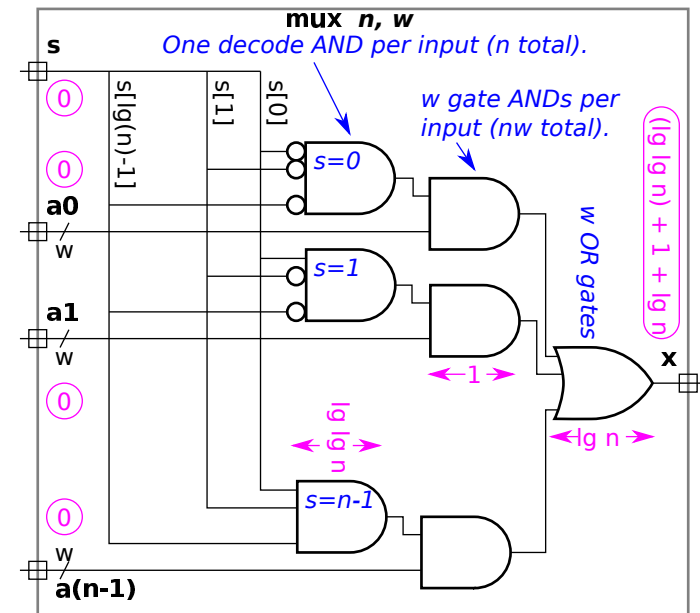 mux n, w
One decode AND per input (n total).
s
0
s[lg(n)-1]
s[1]
s[0]
w gate ANDs per
input (nw total).
s=0
0
(lg lg n) + 1 + lg n
a0
w
w OR gates
s=1
a1
w
1
x
0
lg lg n
lg n
s=n-1
0
w
a(n-1)